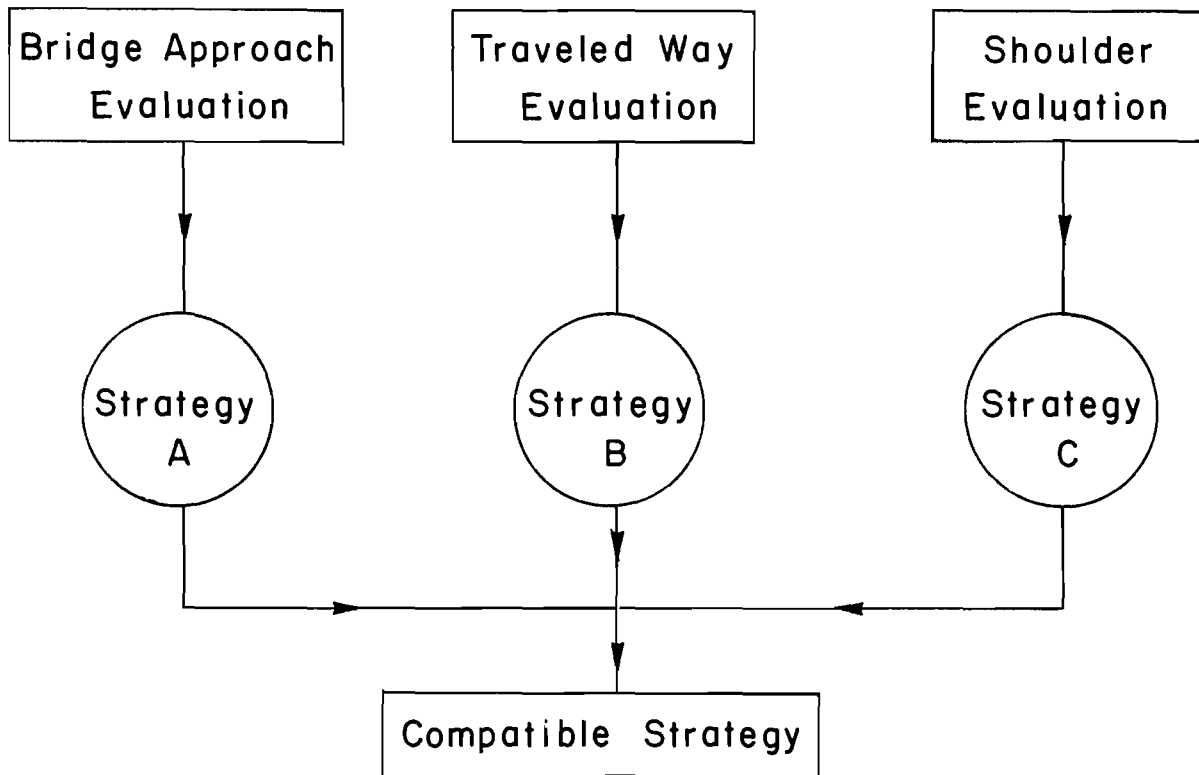 Bridge Approach
Evaluation
Traveled Way
Evaluation
Shoulder
Evaluation
Strategy
A
Strategy
B
Strategy
C
Compatible Strategy